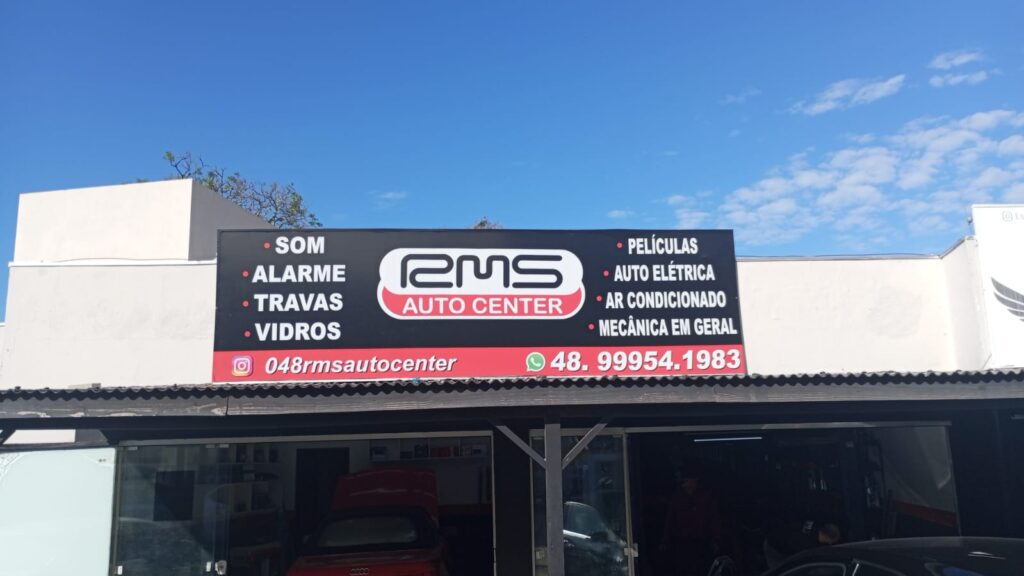 • SOM
• ALARME
• TRAVAS
• VIDROS
RMS
AUTO CENTER
• PELÍCULAS
• AUTO ELÉTRICA
• AR CONDICIONADO
• MECÂNICA EM GERAL
048rmsautocenter
48. 99954.1983